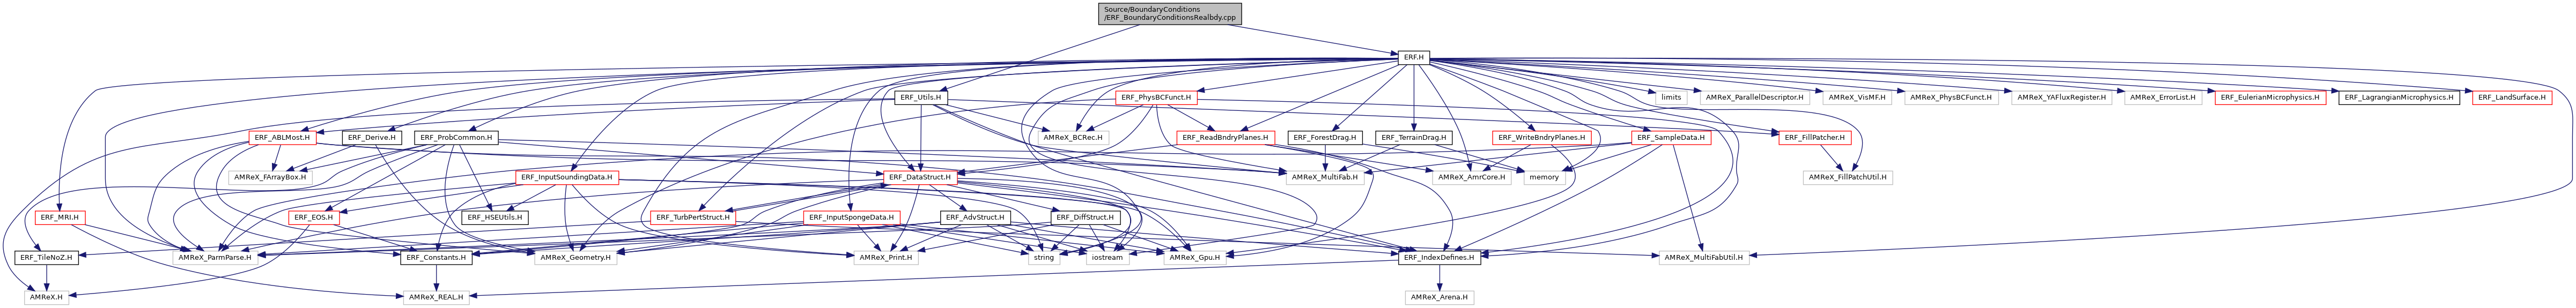 Source/BoundaryConditions
/ERF_BoundaryConditionsRealbdy.cpp
ERF.H
ERF_Utils.H
ERF_PhysBCFunct.H
limits
AMReX_ParallelDescriptor.H
AMReX_VisMF.H
AMReX_PhysBCFunct.H
AMReX_YAFluxRegister.H
AMReX_ErrorList.H
ERF_EulerianMicrophysics.H
ERF_LagrangianMicrophysics.H
ERF_LandSurface.H
ERF_ABLMost.H
ERF_Derive.H
ERF_ProbCommon.H
AMReX_BCRec.H
ERF_ReadBndryPlanes.H
ERF_ForestDrag.H
ERF_TerrainDrag.H
ERF_WriteBndryPlanes.H
ERF_SampleData.H
ERF_FillPatcher.H
AMReX_FArrayBox.H
ERF_InputSoundingData.H
ERF_DataStruct.H
AMReX_MultiFab.H
AMReX_AmrCore.H
memory
AMReX_FillPatchUtil.H
ERF_MRI.H
ERF_EOS.H
ERF_HSEUtils.H
ERF_TurbPertStruct.H
ERF_InputSpongeData.H
ERF_AdvStruct.H
ERF_DiffStruct.H
ERF_TileNoZ.H
AMReX_ParmParse.H
ERF_Constants.H
AMReX_Geometry.H
AMReX_Print.H
string
iostream
AMReX_Gpu.H
ERF_IndexDefines.H
AMReX_MultiFabUtil.H
AMReX.H
AMReX_REAL.H
AMReX_Arena.H